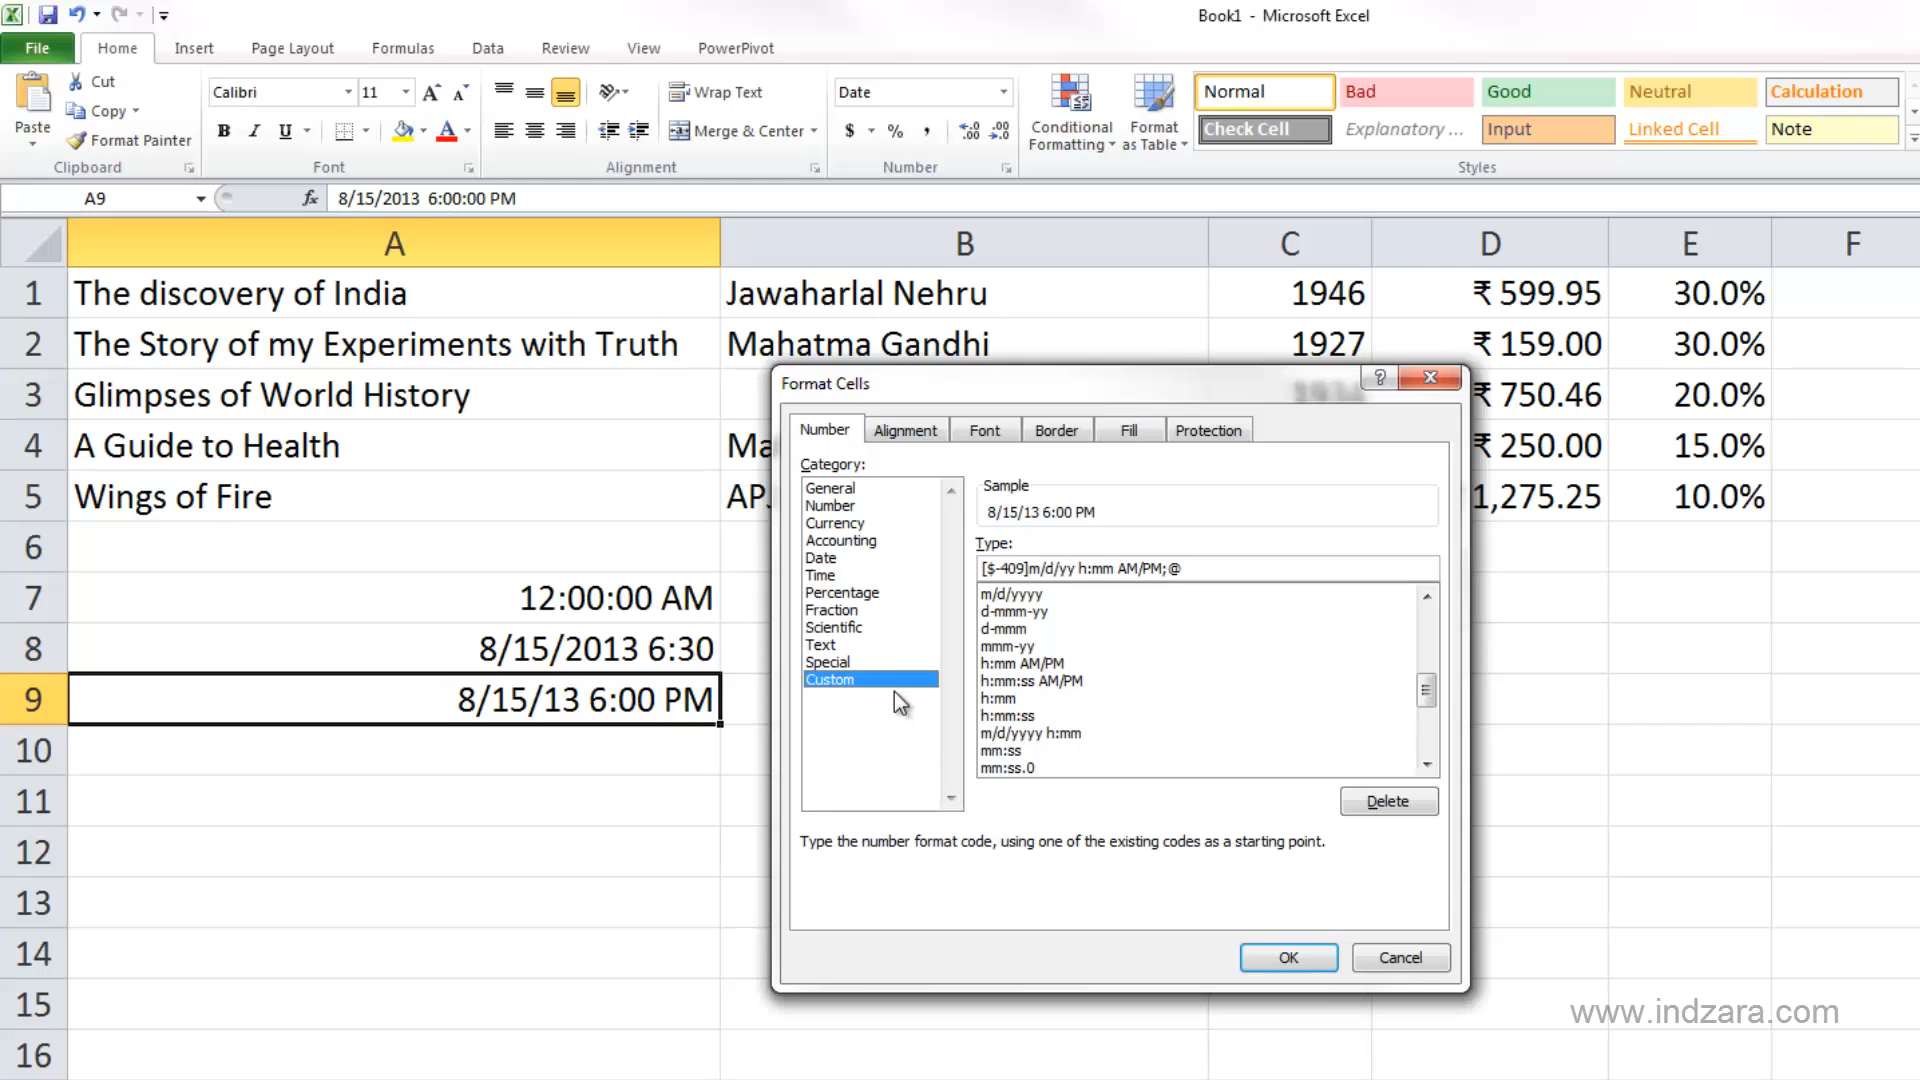 Book1 - Microsoft Excel
File Home Insert Page Layout Formulas Data Review View PowerPivot
Cut
Copy
Format Painter
Paste
Clipboard
Calibri 11
B I U
A
Font
Wrap Text
Merge & Center
Alignment
Date
$ % ,
.00 .00
Number
Conditional Formatting
Format as Table
Normal Bad Good Neutral Calculation
Check Cell Explanatory ... Input Linked Cell Note
Styles
A9 fx 8/15/2013 6:00:00 PM
A B C D E F
1 The discovery of India Jawaharlal Nehru 1946 ₹ 599.95 30.0%
2 The Story of my Experiments with Truth Mahatma Gandhi 1927 ₹ 159.00 30.0%
3 Glimpses of World History ₹ 750.46 20.0%
4 A Guide to Health Ma ₹ 250.00 15.0%
5 Wings of Fire APJ 1,275.25 10.0%
6
7 12:00:00 AM
8 8/15/2013 6:30
9 8/15/13 6:00 PM
10
11
12
13
14
15
16
Format Cells
?
X
Number Alignment Font Border Fill Protection
Category:
General
Number
Currency
Accounting
Date
Time
Percentage
Fraction
Scientific
Text
Special
Custom
Sample
8/15/13 6:00 PM
Type:
[$-409]m/d/yy h:mm AM/PM;@
m/d/yyyy
d-mmm-yy
d-mmm
mmm-yy
h:mm AM/PM
h:mm:ss AM/PM
h:mm
h:mm:ss
m/d/yyyy h:mm
mm:ss
mm:ss.0
Delete
Type the number format code, using one of the existing codes as a starting point.
OK Cancel
www.indzara.com